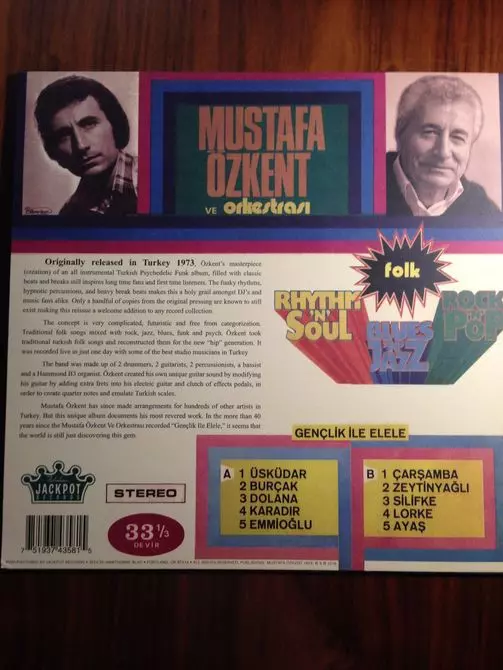 MUSTAFA
ÖZKENT
VE orkestrası
Originally released in Turkey 1973, Özkent's masterpiece
(ozneation) of an all instrumental Turkish Psychedelic Funk album, filled with classic
beats and breaks still inspires long time fans and first time listeners. The funky rhythms,
hypnotic percussions, and heavy break beats makes this a holy grail amongst DJ's and
music fans alike. Only a handful of copies from the original pressing are known to still
exist making this reissue a welcome addition to any record collection.
The concept is very complicated, futuristic and free from categorization.
Traditional folk songs mixed with rock, jazz, blues, funk and psych. Özkent took
traditional turkish folk songs and reconstructed them for the new "hip" generation. It
was recorded live in just one day with some of the best studio musicians in Turkey
The band was made up of 2 drummers, 2 guitarists, 2 percussionists, a bassist
and a Hammond B3 organist. Özkent created his own unique guitar sound by modifying
his guitar by adding extra frets into his electric guitar and clutch of effects pedals, in
order to create quarter notes and emulate Turkish scales.
Mustafa Özkent has since made arrangements for hundreds of other artists in
Turkey. But this unique album documents his most revered work. In the more than 40
years since the Mustafa Özkent Ve Orkestrası recorded "Gençlik Ile Elele," it seems that
the world is still just discovering this gem.
folk
RHYTHM
'N'
SOUL
BLUES
JAZZ
ROCK
POP
GENÇLİK İLE ELELE
A
1 ÜSKÜDAR
2 BURÇAK
3 DOLANA
4 KARADIR
5 EMMİOĞLU
B
1 ÇARŞAMBA
2 ZEYTİNYAĞLI
3 SİLİFKE
4 LORKE
5 AYAŞ
JACKPOT
RECORDS
STEREO
33 1/3
DEVİR
7 51937 43581 5